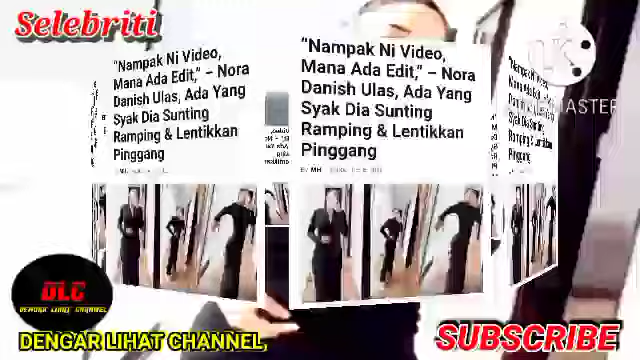 Selebriti
"Nampak Ni Video,
Mana Ada Edit," – Nora
Danish Ulas, Ada Yang
Syak Dia Sunting
Ramping & Lentikkan
Pinggang
"Nampak Ni Video,
Mana Ada Edit," – Nora
Danish Ulas, Ada Yang
Syak Dia Sunting
Ramping & Lentikkan
Pinggang
By MH
DLC
DENGAR LIHAT CHANNEL
DENGAR LIHAT CHANNEL,
SUBSCRIBE